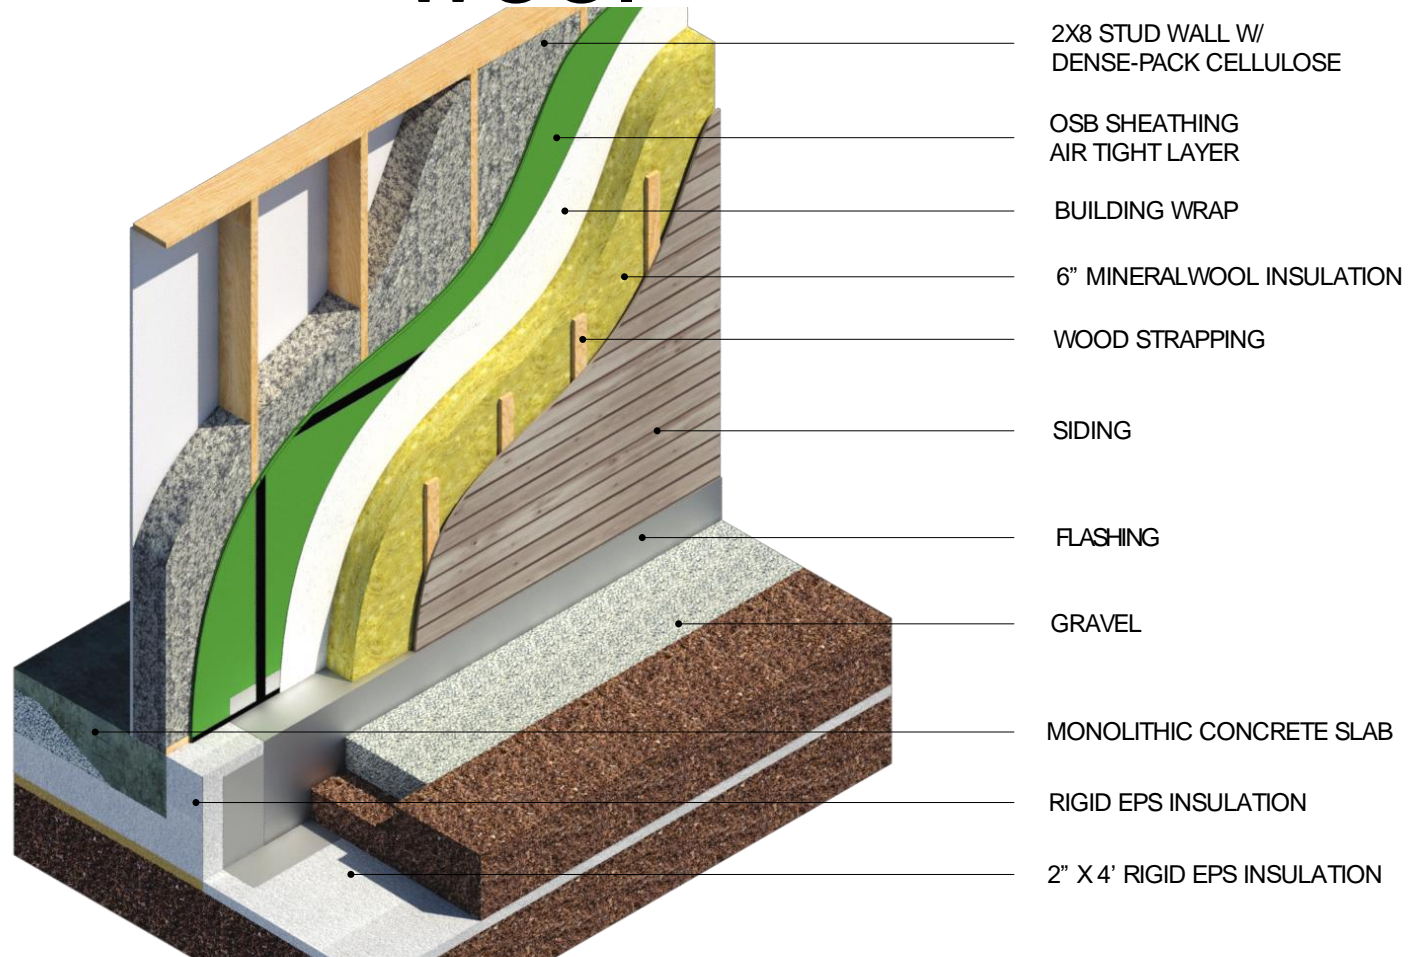 2X8 STUD WALL W/
DENSE-PACK CELLULOSE
OSB SHEATHING
AIR TIGHT LAYER
BUILDING WRAP
6” MINERALWOOL INSULATION
WOOD STRAPPING
SIDING
FLASHING
GRAVEL
MONOLITHIC CONCRETE SLAB
RIGID EPS INSULATION
2” X 4’ RIGID EPS INSULATION